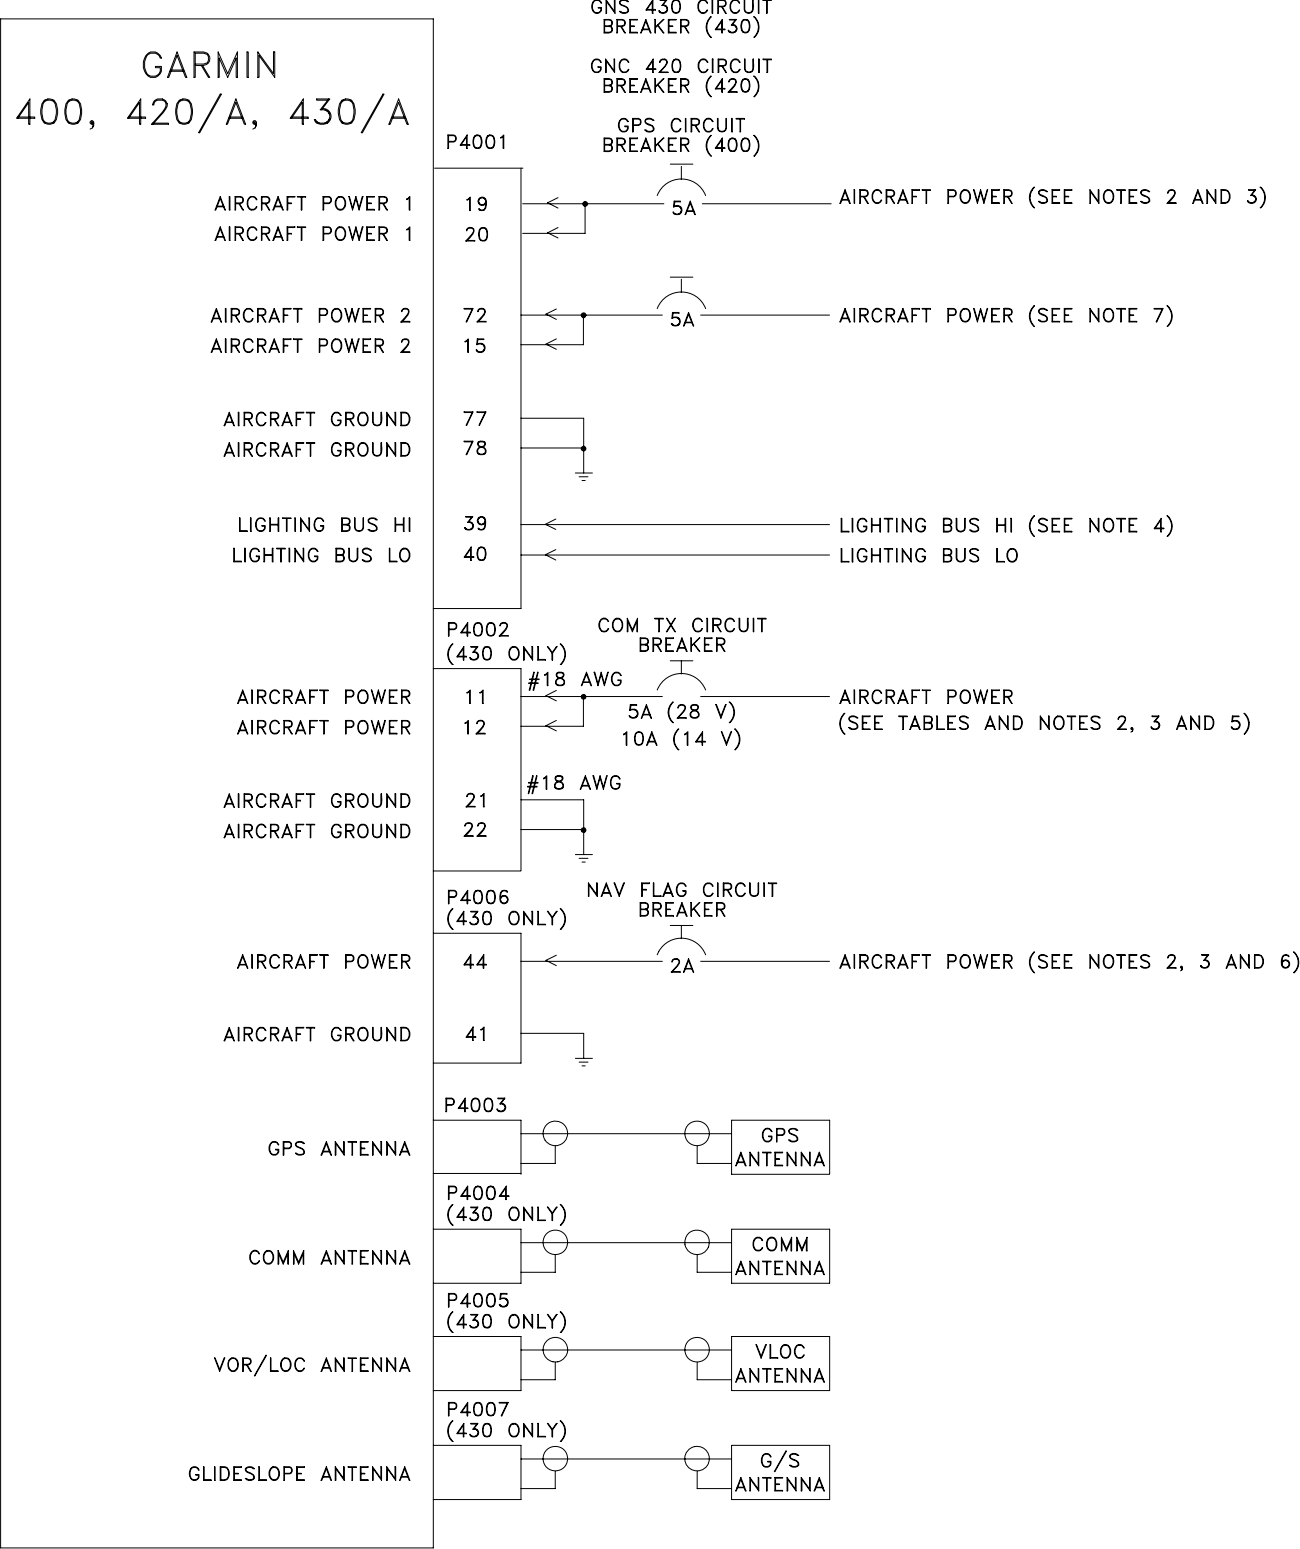 GNS 430 CIRCUIT
BREAKER (430)
GNC 420 CIRCUIT
BREAKER (420)
GPS CIRCUIT
BREAKER (400)
GARMIN
400, 420/A, 430/A
P4001
AIRCRAFT POWER 1 19 5A AIRCRAFT POWER (SEE NOTES 2 AND 3)
AIRCRAFT POWER 1 20
AIRCRAFT POWER 2 72 5A AIRCRAFT POWER (SEE NOTE 7)
AIRCRAFT POWER 2 15
AIRCRAFT GROUND 77
AIRCRAFT GROUND 78
LIGHTING BUS HI 39 LIGHTING BUS HI (SEE NOTE 4)
LIGHTING BUS LO 40 LIGHTING BUS LO
P4002
(430 ONLY)
COM TX CIRCUIT
BREAKER
#18 AWG
AIRCRAFT POWER 11 AIRCRAFT POWER
5A (28 V)
AIRCRAFT POWER 12 (SEE TABLES AND NOTES 2, 3 AND 5)
10A (14 V)
#18 AWG
AIRCRAFT GROUND 21
AIRCRAFT GROUND 22
P4006
(430 ONLY)
NAV FLAG CIRCUIT
BREAKER
AIRCRAFT POWER 44 2A AIRCRAFT POWER (SEE NOTES 2, 3 AND 6)
AIRCRAFT GROUND 41
P4003
GPS ANTENNA
GPS
ANTENNA
P4004
(430 ONLY)
COMM ANTENNA
COMM
ANTENNA
P4005
(430 ONLY)
VOR/LOC ANTENNA
VLOC
ANTENNA
P4007
(430 ONLY)
GLIDESLOPE ANTENNA
G/S
ANTENNA